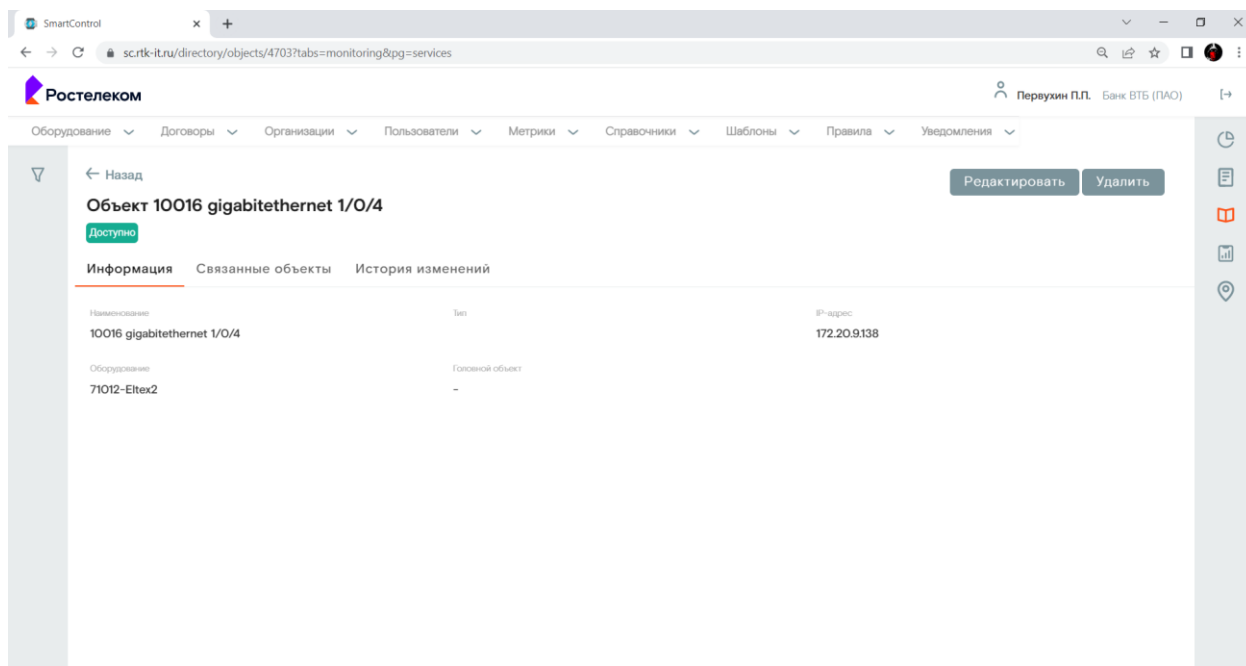 SmartControl
sc.rtk-it.ru/directory/objects/4703?tabs=monitoring&pg=services
Ростелеком
Первухин П.П. Банк ВТБ (ПАО)
Оборудование Договоры Организации Пользователи Метрики Справочники Шаблоны Правила Уведомления
← Назад
Редактировать Удалить
Объект 10016 gigabitethernet 1/0/4
Доступно
Информация Связанные объекты История изменений
Наименование Тип IP-адрес
10016 gigabitethernet 1/0/4 172.20.9.138
Оборудование Головной объект
71012-Eltex2 -